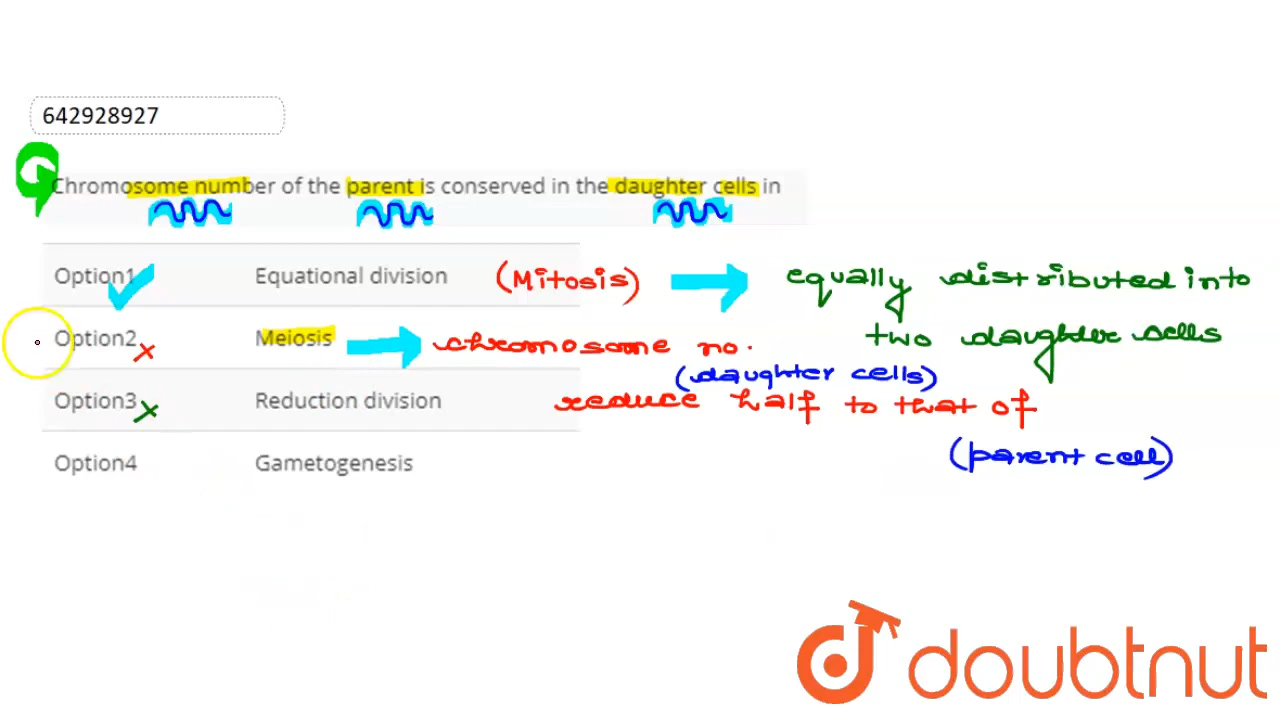 642928927
Chromosome number of the parent is conserved in the daughter cells in
Option1 Equational division (Mitosis) equally distributed into
Option2 Meiosis chromosome no. two daughter cells
(daughter cells)
Option3 Reduction division reduce half to that of
(parent cell)
Option4 Gametogenesis
doubtnut